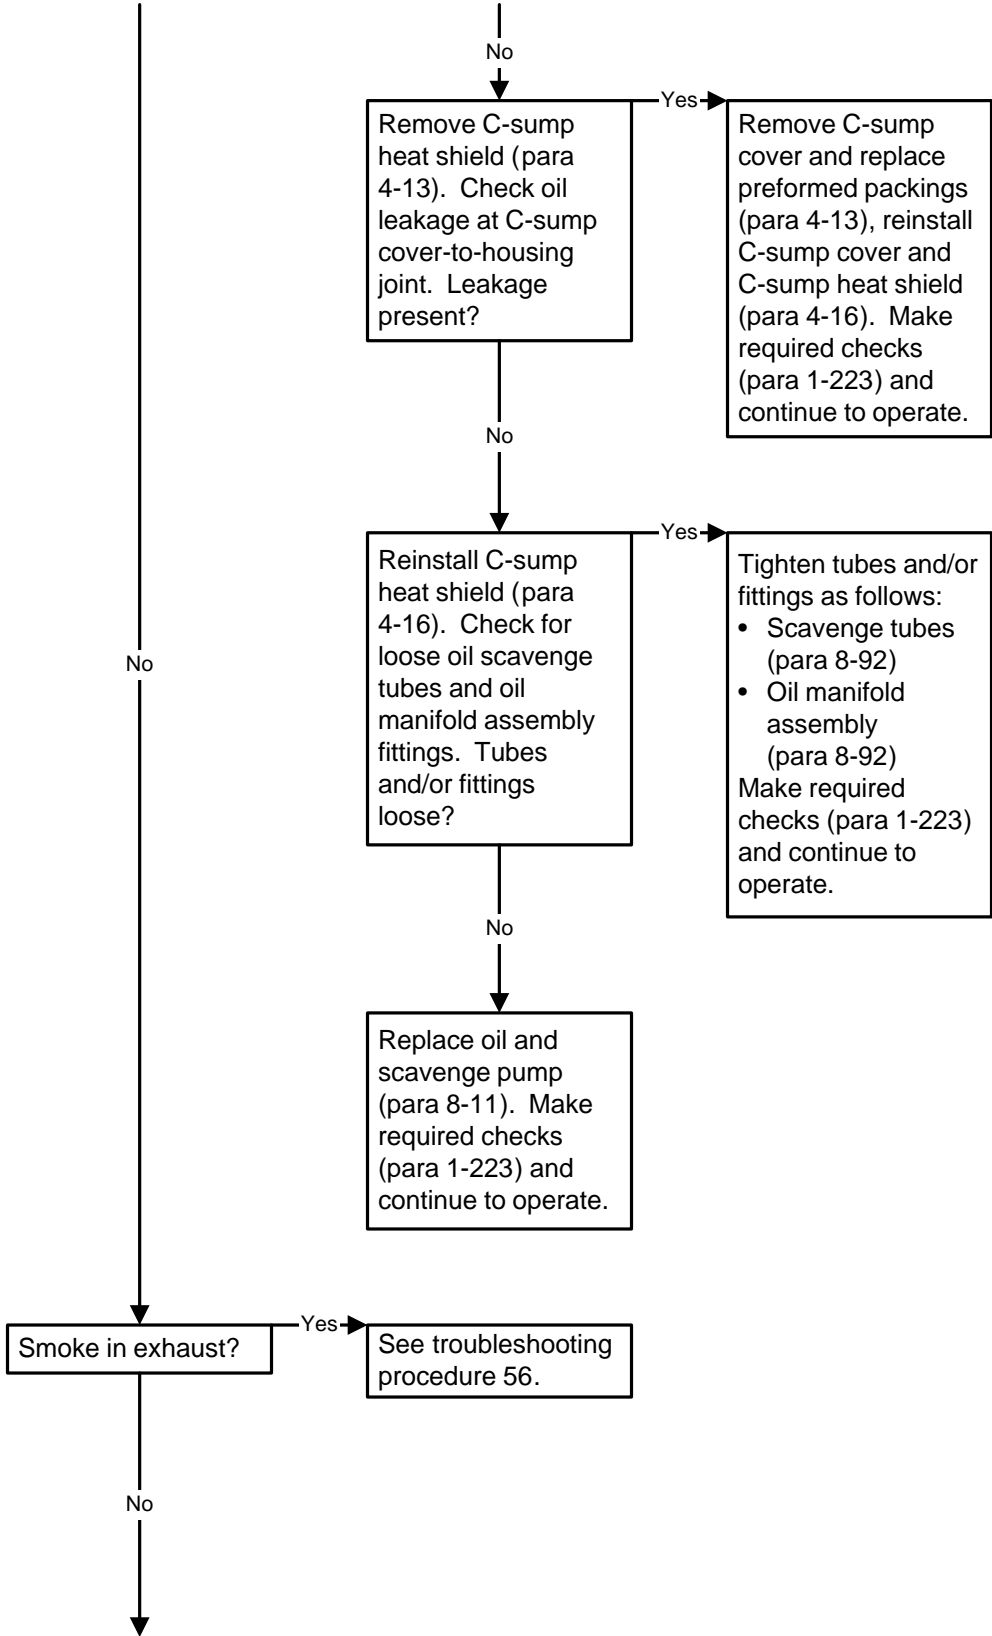 No
Remove C-sump
heat shield (para
4-13).  Check oil
leakage at C-sump
cover-to-housing
joint.  Leakage
present?
Yes
Remove C-sump
cover and replace
preformed packings
(para 4-13), reinstall
C-sump cover and
C-sump heat shield
(para 4-16).  Make
required checks
(para 1-223) and
continue to operate.
No
Reinstall C-sump
heat shield (para
4-16).  Check for
loose oil scavenge
tubes and oil
manifold assembly
fittings.  Tubes
and/or fittings
loose?
Yes
Tighten tubes and/or
fittings as follows:
• Scavenge tubes
(para 8-92)
• Oil manifold
assembly
(para 8-92)
Make required
checks (para 1-223)
and continue to
operate.
No
No
Replace oil and
scavenge pump
(para 8-11).  Make
required checks
(para 1-223) and
continue to operate.
Smoke in exhaust?
Yes
See troubleshooting
procedure 56.
No